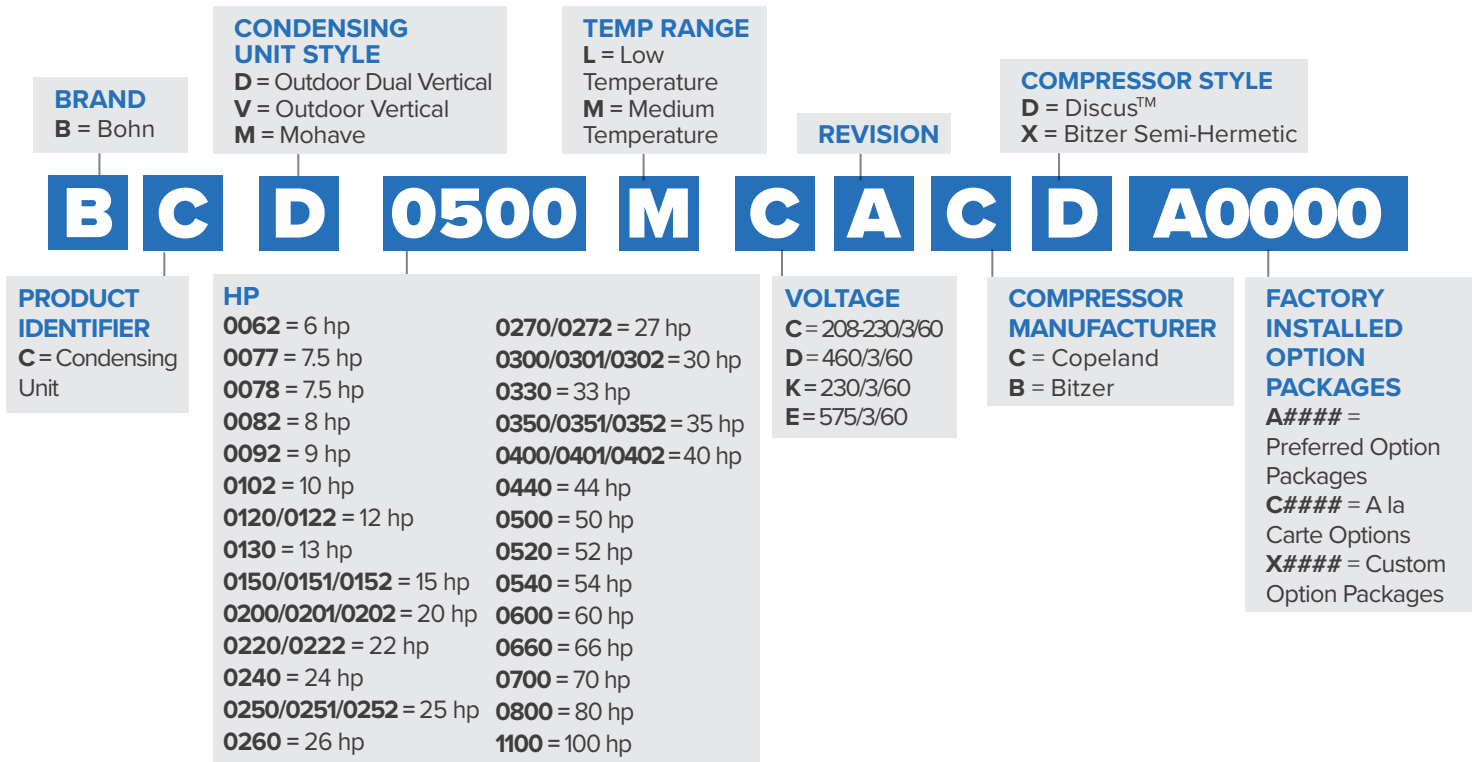 BRAND
B = Bohn
CONDENSING
UNIT STYLE
D = Outdoor Dual Vertical
V = Outdoor Vertical
M = Mohave
TEMP RANGE
L = Low
Temperature
M = Medium
Temperature
REVISION
COMPRESSOR STYLE
D = Discus™
X = Bitzer Semi-Hermetic
B C D 0500 M C A C D A0000
PRODUCT
IDENTIFIER
C = Condensing
Unit
HP
0062 = 6 hp
0077 = 7.5 hp
0078 = 7.5 hp
0082 = 8 hp
0092 = 9 hp
0102 = 10 hp
0120/0122 = 12 hp
0130 = 13 hp
0150/0151/0152 = 15 hp
0200/0201/0202 = 20 hp
0220/0222 = 22 hp
0240 = 24 hp
0250/0251/0252 = 25 hp
0260 = 26 hp
0270/0272 = 27 hp
0300/0301/0302 = 30 hp
0330 = 33 hp
0350/0351/0352 = 35 hp
0400/0401/0402 = 40 hp
0440 = 44 hp
0500 = 50 hp
0520 = 52 hp
0540 = 54 hp
0600 = 60 hp
0660 = 66 hp
0700 = 70 hp
0800 = 80 hp
1100 = 100 hp
VOLTAGE
C = 208-230/3/60
D = 460/3/60
K = 230/3/60
E = 575/3/60
COMPRESSOR
MANUFACTURER
C = Copeland
B = Bitzer
FACTORY
INSTALLED
OPTION
PACKAGES
A#### =
Preferred Option
Packages
C#### = A la
Carte Options
X#### = Custom
Option Packages